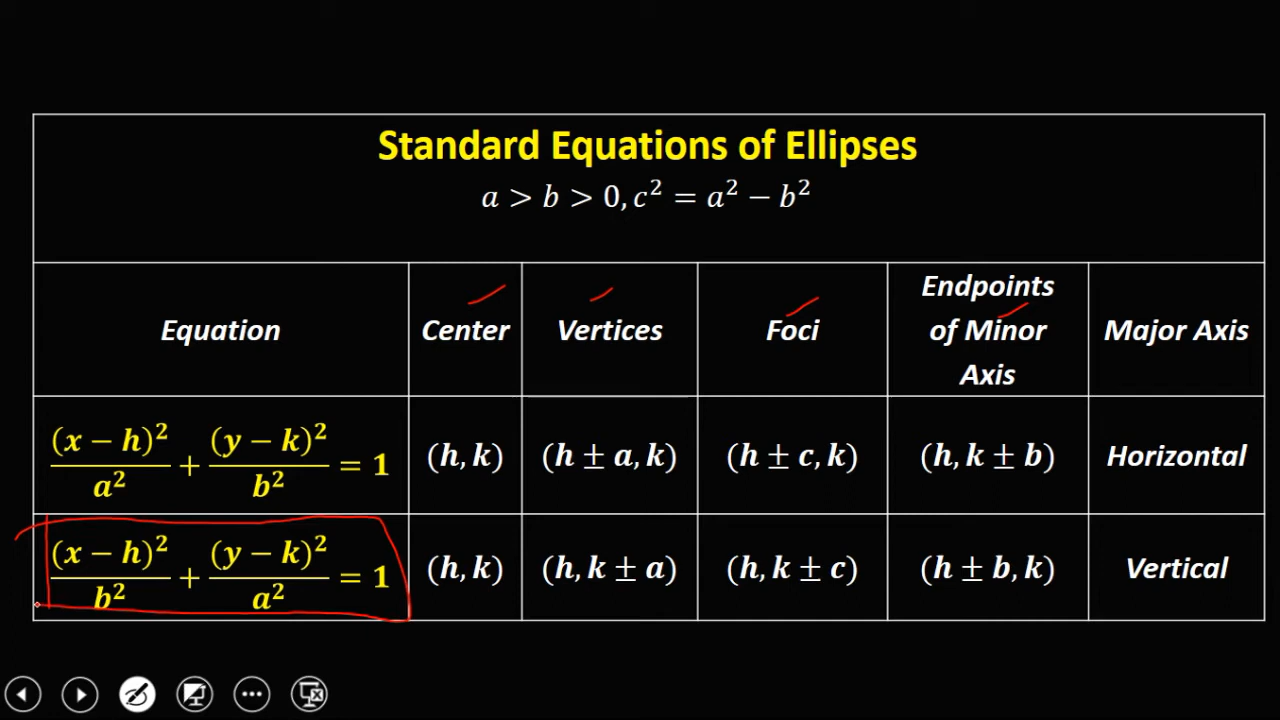 Standard Equations of Ellipses
a > b > 0, c² = a² − b²
Equation
Center
Vertices
Foci
Endpoints
of Minor
Axis
Major Axis
(x − h)²/a² + (y − k)²/b² = 1
(h, k)
(h ± a, k)
(h ± c, k)
(h, k ± b)
Horizontal
(x − h)²/b² + (y − k)²/a² = 1
(h, k)
(h, k ± a)
(h, k ± c)
(h ± b, k)
Vertical